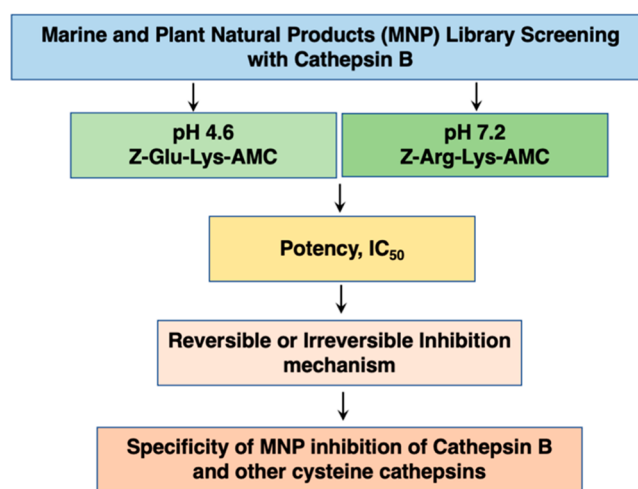 Marine and Plant Natural Products (MNP) Library Screening
with Cathepsin B
pH 4.6
Z-Glu-Lys-AMC
pH 7.2
Z-Arg-Lys-AMC
Potency, IC50
Reversible or Irreversible Inhibition
mechanism
Specificity of MNP inhibition of Cathepsin B
and other cysteine cathepsins